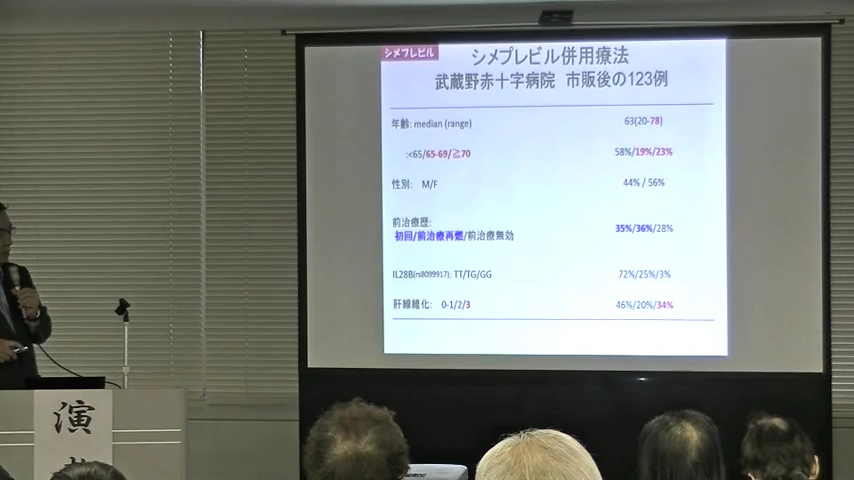 シメプレビル
シメプレビル併用療法
武蔵野赤十字病院 市販後の123例
年齢: median (range) 63(20-78)
:<65/65-69/≧70 58%/19%/23%
性別: M/F 44% / 56%
前治療歴:
初回/前治療再燃/前治療無効 35%/36%/28%
IL28B(rs8099917): TT/TG/GG 72%/25%/3%
肝線維化: 0-1/2/3 46%/20%/34%
演